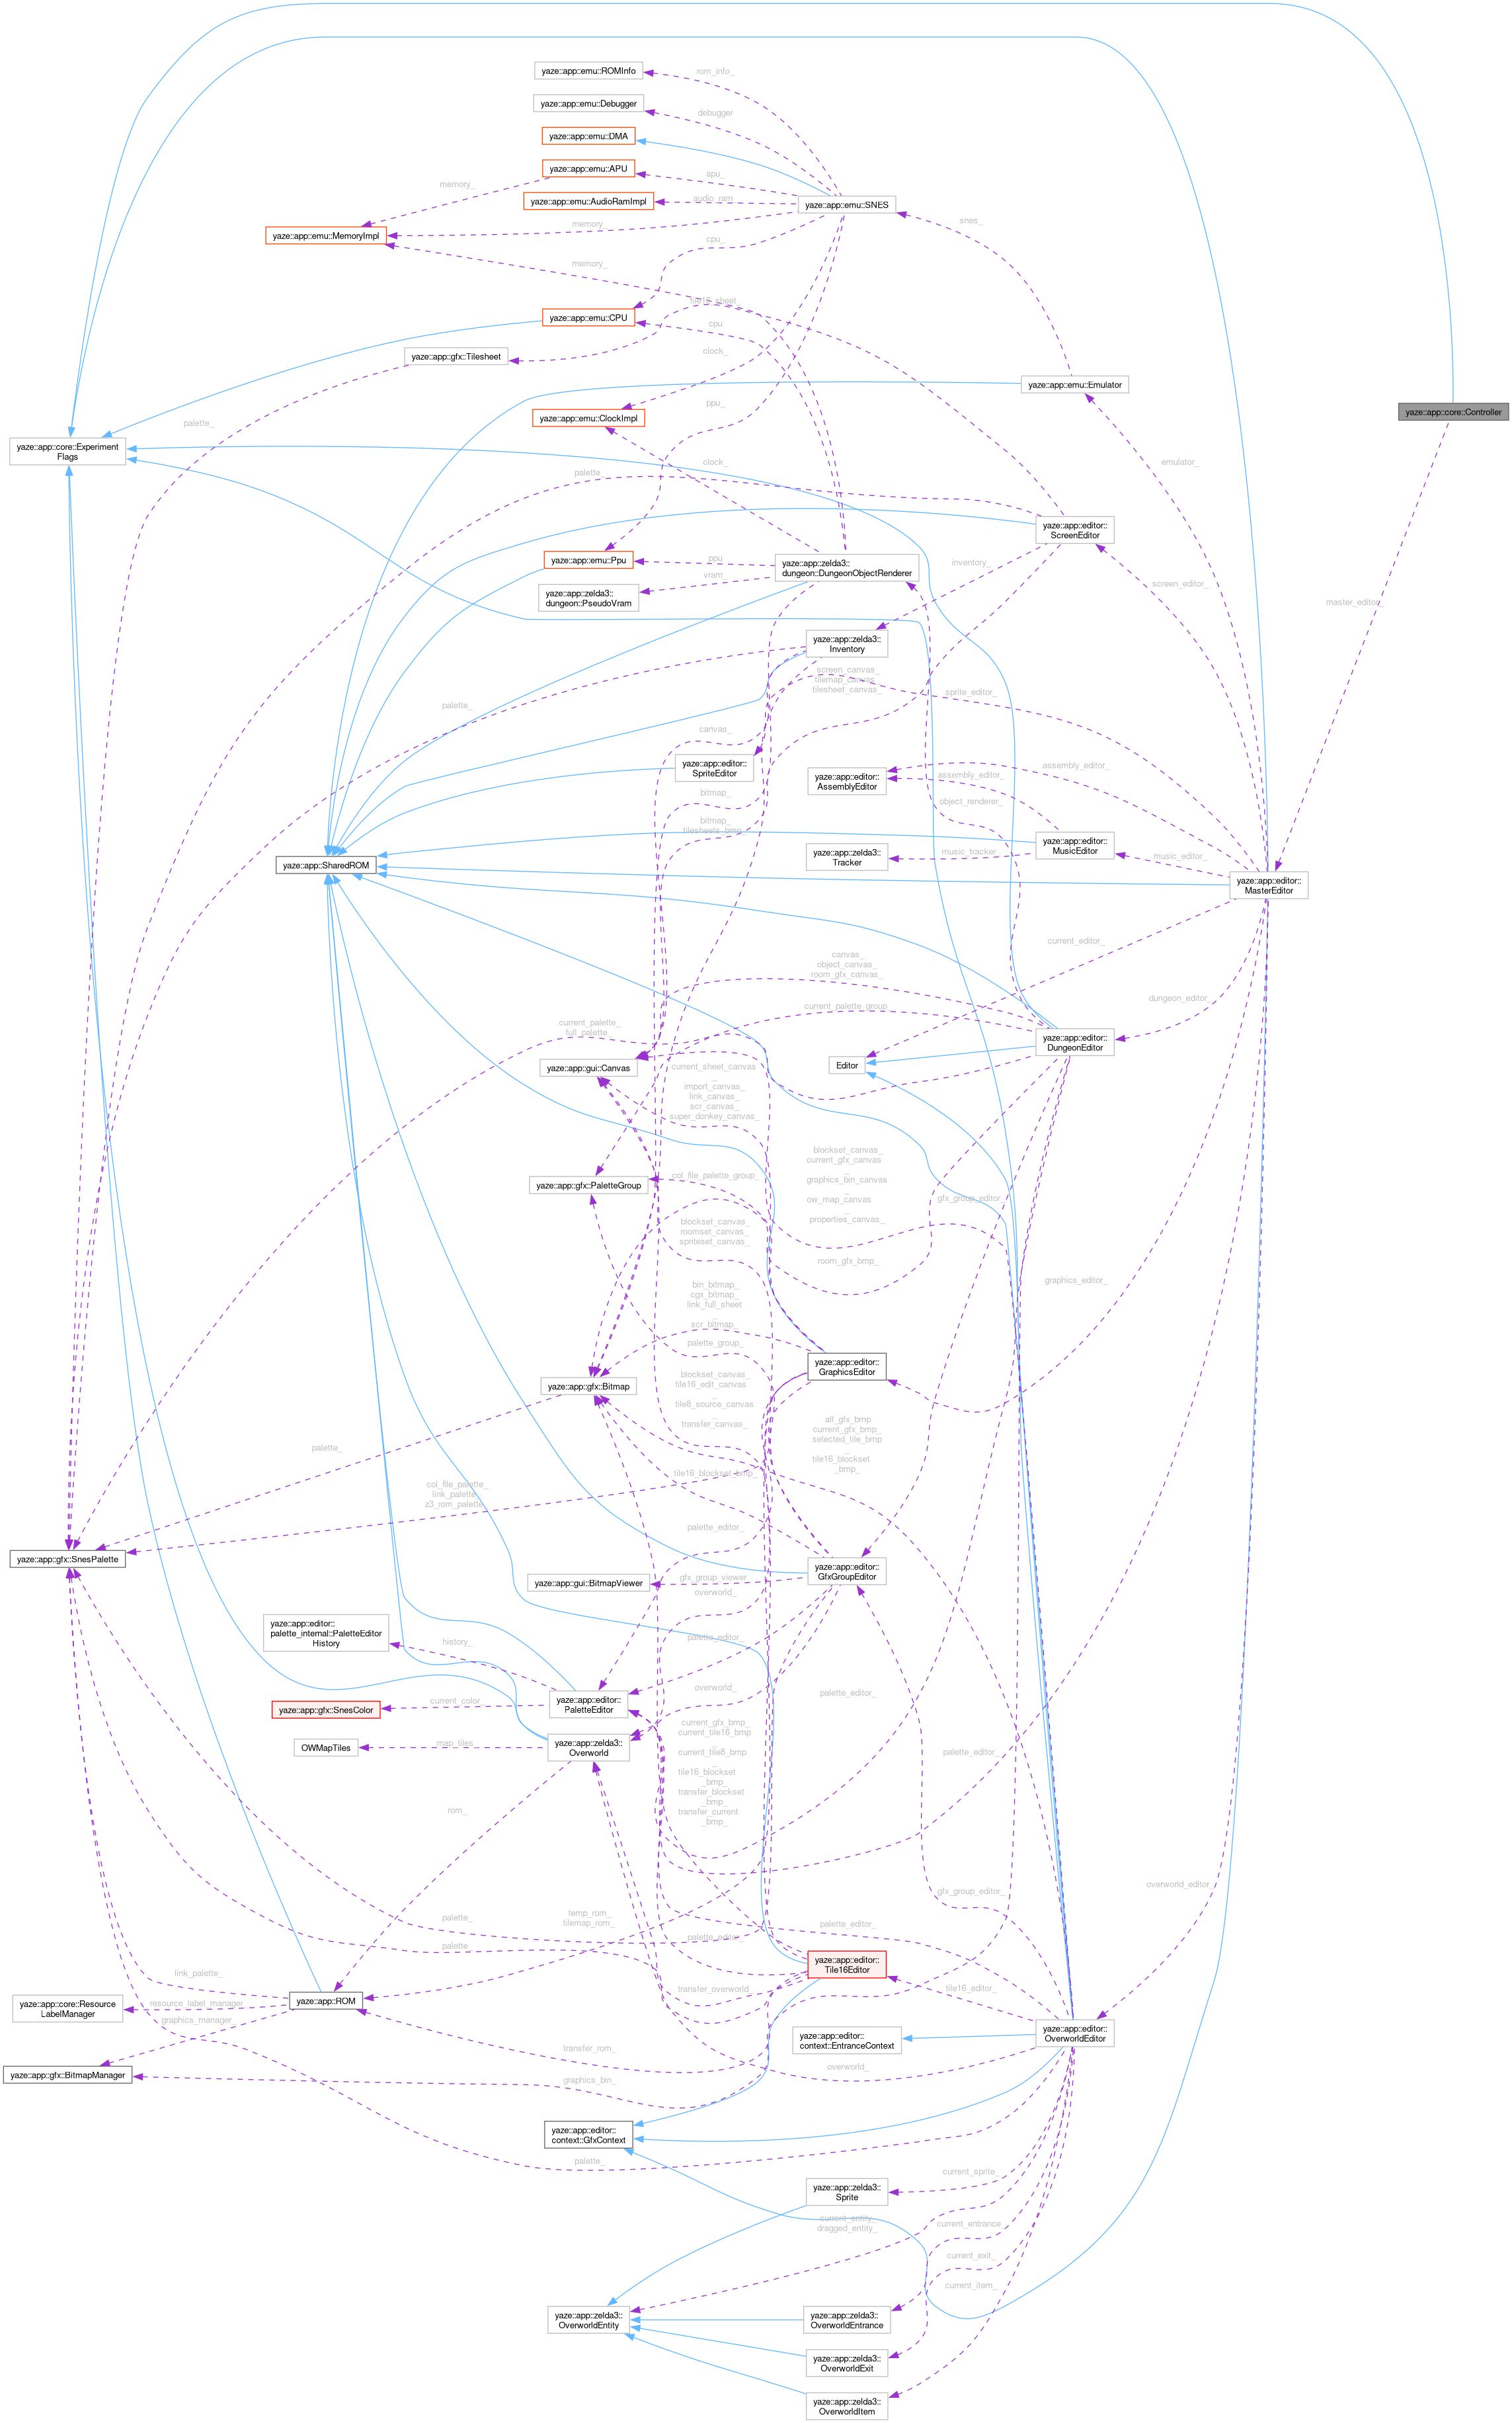 yaze::app::emu::ROMInfo
rom_info_
yaze::app::emu::Debugger
debugger
yaze::app::emu::DMA
yaze::app::emu::APU
apu_
memory_
yaze::app::emu::AudioRamImpl
audio_ram_
yaze::app::emu::SNES
snes_
yaze::app::emu::MemoryImpl
memory_
cpu_
memory_
tile16_sheet_
yaze::app::emu::CPU
cpu
yaze::app::gfx::Tilesheet
clock_
yaze::app::emu::Emulator
yaze::app::core::Controller
yaze::app::emu::ClockImpl
ppu_
palette_
yaze::app::core::Experiment
Flags
clock_
palette_
emulator_
yaze::app::editor::
ScreenEditor
yaze::app::emu::Ppu
ppu
yaze::app::zelda3::
dungeon::DungeonObjectRenderer
inventory_
vram_
screen_editor_
yaze::app::zelda3::
dungeon::PseudoVram
master_editor_
yaze::app::zelda3::
Inventory
screen_canvas_
tilemap_canvas_
tilesheet_canvas_
sprite_editor_
palette_
canvas_
yaze::app::editor::
SpriteEditor
yaze::app::editor::
AssemblyEditor
assembly_editor_
assembly_editor_
bitmap_
object_renderer_
bitmap_
tilesheets_bmp_
yaze::app::editor::
MusicEditor
yaze::app::SharedROM
yaze::app::zelda3::
Tracker
music_tracker_
music_editor_
yaze::app::editor::
MasterEditor
current_editor_
canvas_
object_canvas_
room_gfx_canvas_
dungeon_editor_
current_palette_group_
current_palette_
full_palette_
yaze::app::editor::
DungeonEditor
yaze::app::gui::Canvas
Editor
current_sheet_canvas
_
import_canvas_
link_canvas_
scr_canvas_
super_donkey_canvas_
blockset_canvas_
current_gfx_canvas
_
graphics_bin_canvas
_
ow_map_canvas
_
properties_canvas_
yaze::app::gfx::PaletteGroup
col_file_palette_group_
gfx_group_editor_
blockset_canvas_
roomset_canvas_
spriteset_canvas_
room_gfx_bmp_
graphics_editor_
bin_bitmap_
cgx_bitmap_
link_full_sheet
_
scr_bitmap_
palette_group_
yaze::app::editor::
GraphicsEditor
yaze::app::gfx::Bitmap
blockset_canvas_
tile16_edit_canvas
_
tile8_source_canvas
_
transfer_canvas_
all_gfx_bmp
current_gfx_bmp_
selected_tile_bmp
_
tile16_blockset
_bmp_
palette_
tile16_blockset_bmp_
col_file_palette_
link_palette_
z3_rom_palette_
palette_editor_
yaze::app::gfx::SnesPalette
yaze::app::editor::
GfxGroupEditor
yaze::app::gui::BitmapViewer
gfx_group_viewer_
overworld_
yaze::app::editor::
palette_internal::PaletteEditor
History
history_
palette_editor_
yaze::app::editor::
PaletteEditor
overworld_
palette_editor_
yaze::app::gfx::SnesColor
current_color_
current_gfx_bmp_
current_tile16_bmp
_
current_tile8_bmp
_
tile16_blockset
_bmp_
transfer_blockset
_bmp_
transfer_current
_bmp_
palette_editor_
OWMapTiles
map_tiles_
yaze::app::zelda3::
Overworld
rom_
overworld_editor_
gfx_group_editor_
palette_
palette_
temp_rom_
tilemap_rom_
palette_editor_
palette_editor_
yaze::app::editor::
Tile16Editor
link_palette_
transfer_overworld_
tile16_editor_
yaze::app::core::Resource
LabelManager
resource_label_manager_
yaze::app::ROM
graphics_manager_
yaze::app::editor::
OverworldEditor
yaze::app::editor::
context::EntranceContext
transfer_rom_
overworld_
yaze::app::gfx::BitmapManager
graphics_bin_
yaze::app::editor::
context::GfxContext
palette_
current_sprite_
yaze::app::zelda3::
Sprite
current_entity_
dragged_entity_
current_entrance_
current_exit_
current_item_
yaze::app::zelda3::
OverworldEntity
yaze::app::zelda3::
OverworldEntrance
yaze::app::zelda3::
OverworldExit
yaze::app::zelda3::
OverworldItem